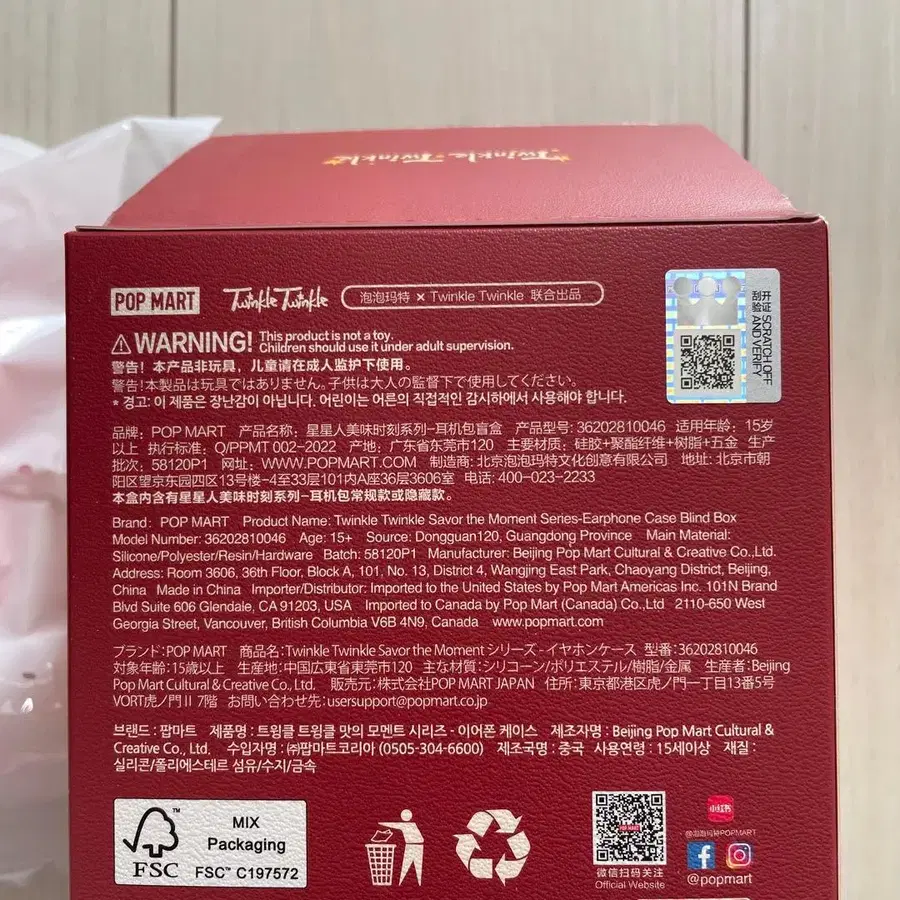 Twinkle Twinkle
POP MART Twinkle Twinkle 泡泡玛特 × Twinkle Twinkle 联合出品
刮开验证 SCRATCH OFF AND VERIFY
WARNING! This product is not a toy.
Children should use it under adult supervision.
警告！本产品非玩具，儿童请在成人监护下使用。
警告！本製品は玩具ではありません。子供は大人の監督下で使用してください。
* 경고: 이 제품은 장난감이 아닙니다. 어린이는 어른의 직접적인 감시하에서 사용해야 합니다.
品牌：POP MART 产品名称：星星人美味时刻系列-耳机包盲盒 产品型号：36202810046 适用年龄：15岁
以上 执行标准：Q/PPMT 002-2022 产地：广东省东莞市120 主要材质：硅胶+聚酯纤维+树脂+五金 生产
批次：58120P1 网址：WWW.POPMART.COM 制造商：北京泡泡玛特文化创意有限公司 地址：北京市朝
阳区望京东园四区13号楼-4至33层101内A座36层3606室 电话：400-023-2233
本盒内含有星星人美味时刻系列-耳机包常规款或隐藏款。
Brand： POP MART Product Name: Twinkle Twinkle Savor the Moment Series-Earphone Case Blind Box
Model Number: 36202810046 Age: 15+ Source: Dongguan120, Guangdong Province Main Material:
Silicone/Polyester/Resin/Hardware Batch: 58120P1 Manufacturer: Beijing Pop Mart Cultural & Creative Co.,Ltd.
Address: Room 3606, 36th Floor, Block A, 101, No. 13, District 4, Wangjing East Park, Chaoyang District, Beijing,
China Made in China Importer/Distributor: Imported to the United States by Pop Mart Americas Inc. 101N Brand
Blvd Suite 606 Glendale, CA 91203, USA Imported to Canada by Pop Mart (Canada) Co.,Ltd 2110-650 West
Georgia Street, Vancouver, British Columbia V6B 4N9, Canada www.popmart.com
ブランド：POP MART 商品名：Twinkle Twinkle Savor the Moment シリーズ - イヤホンケース 型番：36202810046
対象年齢：15歳以上 生産地：中国広東省東莞市120 主な材質：シリコーン/ポリエステル/樹脂/金属 生産者：Beijing
Pop Mart Cultural & Creative Co., Ltd. 販売元：株式会社POP MART JAPAN 住所：東京都港区虎ノ門一丁目13番5号
VORT虎ノ門II 7階 お問い合わせ先：usersupport@popmart.co.jp
브랜드 : 팝마트 제품명 : 트윙클 트윙클 맛의 모멘트 시리즈 - 이어폰 케이스 제조자명 : Beijing Pop Mart Cultural &
Creative Co., Ltd. 수입자명 : ㈜팝마트코리아 (0505-304-6600) 제조국명 : 중국 사용연령 : 15세이상 재질 :
실리콘/폴리에스테르 섬유/수지/금속
FSC™ MIX
Packaging
FSC™ C197572
POP MART
微信扫码关注
Official Website
小红书
@泡泡玛特POPMART
@popmart